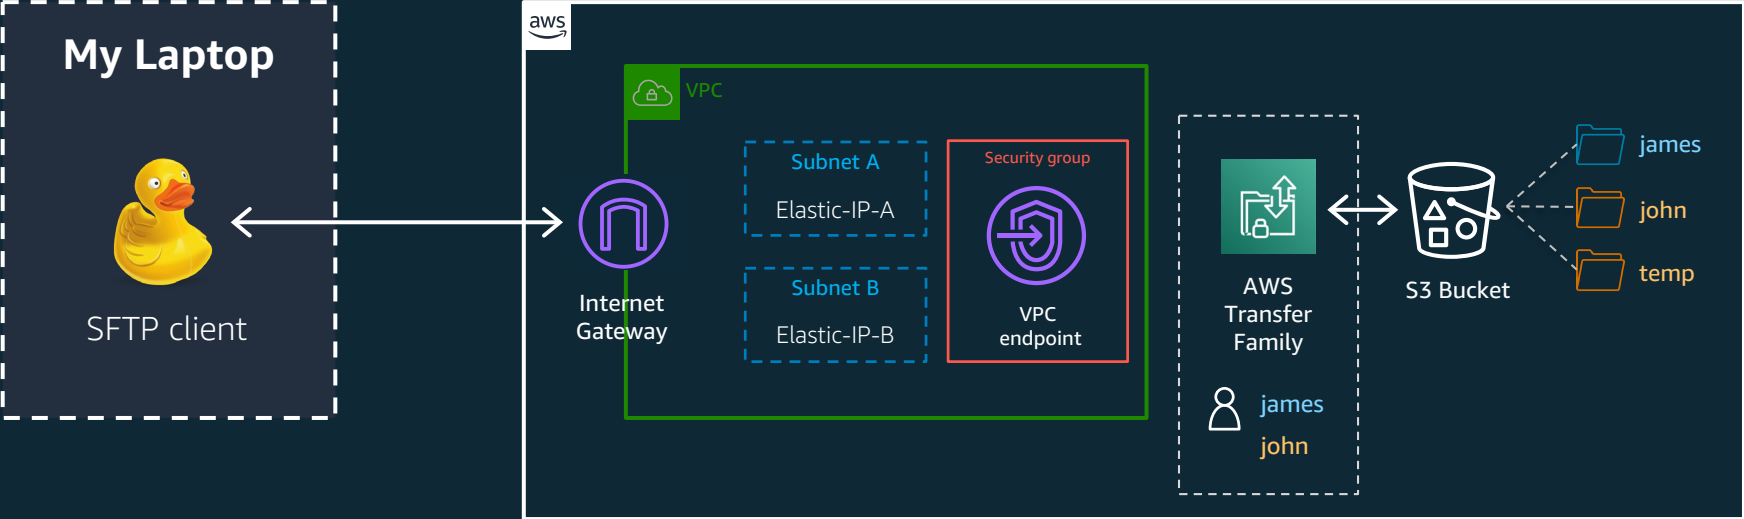 My Laptop
SFTP client
aws
VPC
Internet
Gateway
Subnet A
Elastic-IP-A
Subnet B
Elastic-IP-B
Security group
VPC
endpoint
AWS
Transfer
Family
james
john
S3 Bucket
james
john
temp